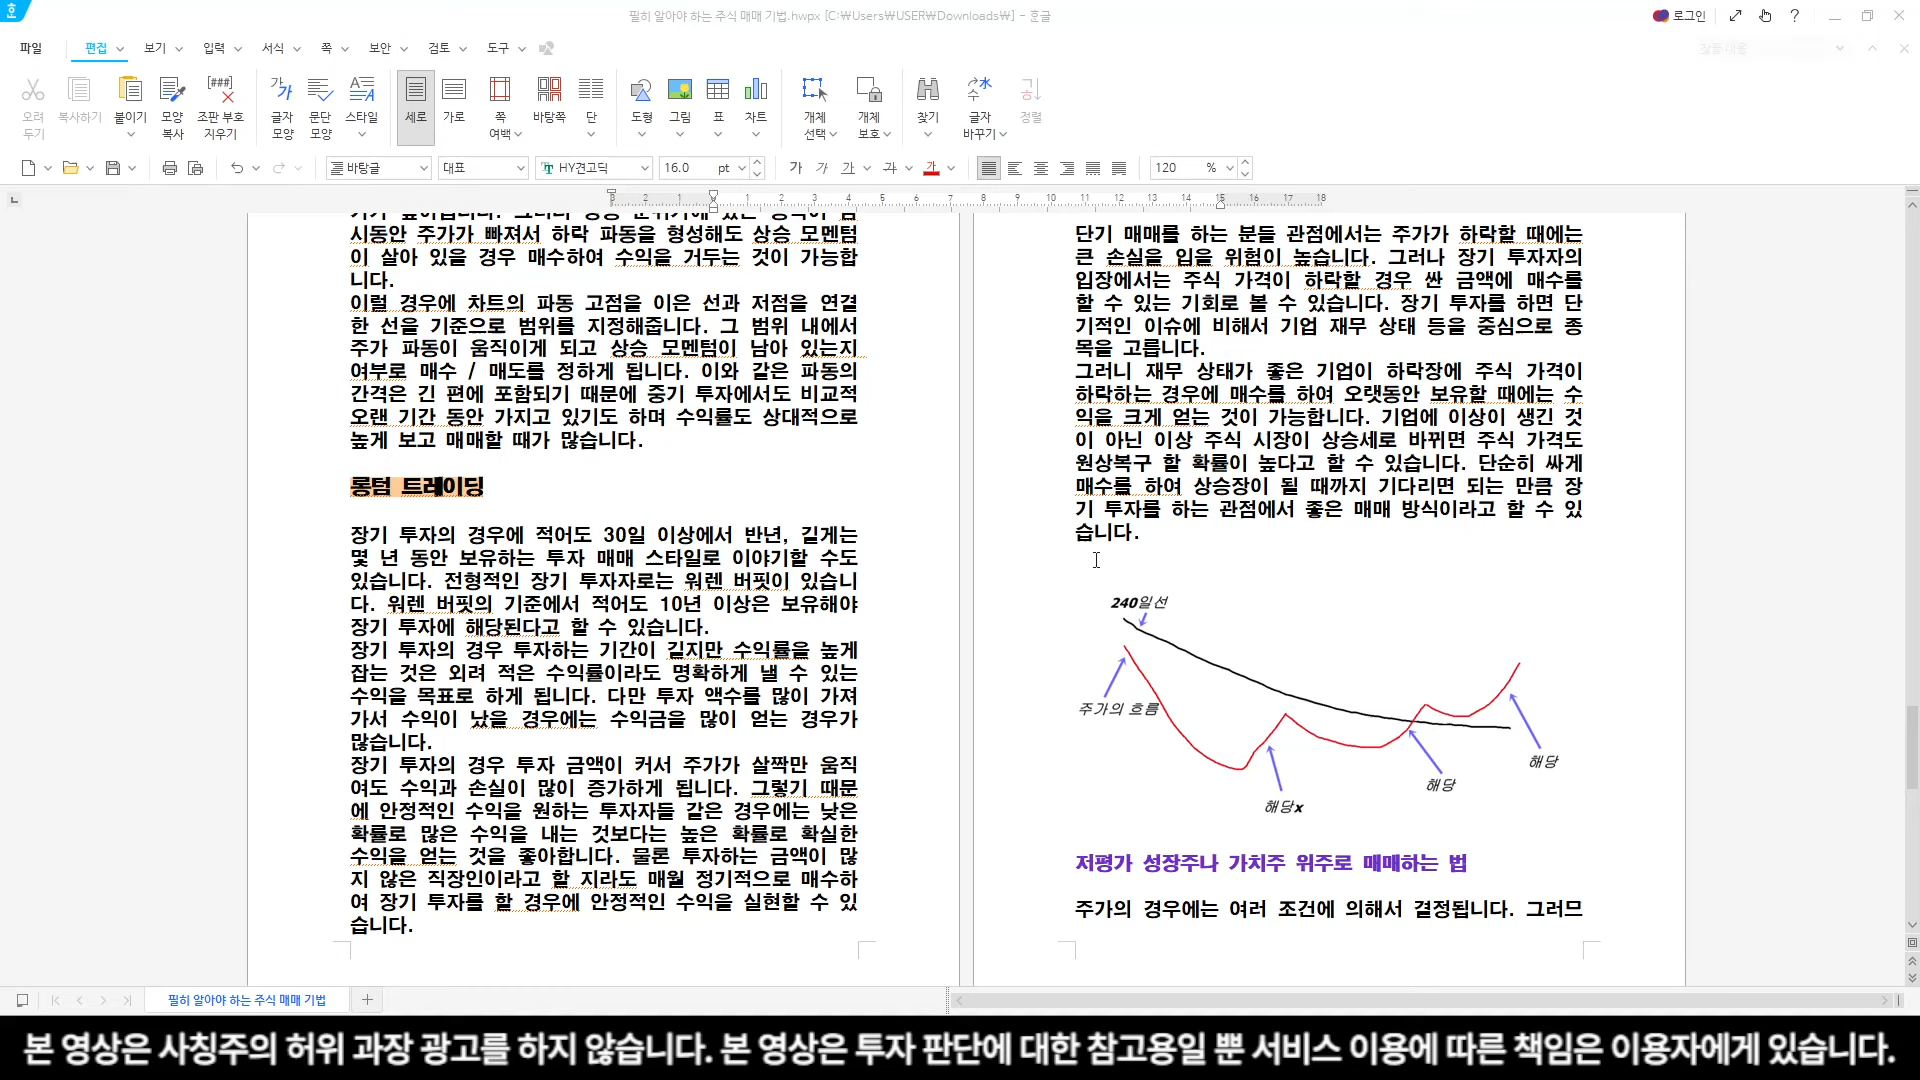 필히 알아야 하는 주식 매매 기법.hwpx [C:₩Users₩USER₩Downloads₩] - 한글
로그인
파일 편집 보기 입력 서식 쪽 보안 검토 도구
찾을 내용
오려 두기 복사하기 붙이기 모양 복사 조판 부호 지우기 글자 모양 문단 모양 스타일 세로 가로 쪽 여백 바탕쪽 단 도형 그림 표 차트 개체 선택 개체 보호 찾기 글자 바꾸기 정렬
바탕글 대표 HY견고딕 16.0 pt 가 가 가 가 가 120 %
3 2 1 1 2 3 4 5 6 7 8 9 10 11 12 13 14 15 16 17 18
시동안 주가가 빠져서 하락 파동을 형성해도 상승 모멘텀
이 살아 있을 경우 매수하여 수익을 거두는 것이 가능합
니다.
이럴 경우에 차트의 파동 고점을 이은 선과 저점을 연결
한 선을 기준으로 범위를 지정해줍니다. 그 범위 내에서
주가 파동이 움직이게 되고 상승 모멘텀이 남아 있는지
여부로 매수 / 매도를 정하게 됩니다. 이와 같은 파동의
간격은 긴 편에 포함되기 때문에 중기 투자에서도 비교적
오랜 기간 동안 가지고 있기도 하며 수익률도 상대적으로
높게 보고 매매할 때가 많습니다.
롱텀 트레이딩
장기 투자의 경우에 적어도 30일 이상에서 반년, 길게는
몇 년 동안 보유하는 투자 매매 스타일로 이야기할 수도
있습니다. 전형적인 장기 투자자로는 워렌 버핏이 있습니
다. 워렌 버핏의 기준에서 적어도 10년 이상은 보유해야
장기 투자에 해당된다고 할 수 있습니다.
장기 투자의 경우 투자하는 기간이 길지만 수익률을 높게
잡는 것은 외려 적은 수익률이라도 명확하게 낼 수 있는
수익을 목표로 하게 됩니다. 다만 투자 액수를 많이 가져
가서 수익이 났을 경우에는 수익금을 많이 얻는 경우가
많습니다.
장기 투자의 경우 투자 금액이 커서 주가가 살짝만 움직
여도 수익과 손실이 많이 증가하게 됩니다. 그렇기 때문
에 안정적인 수익을 원하는 투자자들 같은 경우에는 낮은
확률로 많은 수익을 내는 것보다는 높은 확률로 확실한
수익을 얻는 것을 좋아합니다. 물론 투자하는 금액이 많
지 않은 직장인이라고 할 지라도 매월 정기적으로 매수하
여 장기 투자를 할 경우에 안정적인 수익을 실현할 수 있
습니다.
단기 매매를 하는 분들 관점에서는 주가가 하락할 때에는
큰 손실을 입을 위험이 높습니다. 그러나 장기 투자자의
입장에서는 주식 가격이 하락할 경우 싼 금액에 매수를
할 수 있는 기회로 볼 수 있습니다. 장기 투자를 하면 단
기적인 이슈에 비해서 기업 재무 상태 등을 중심으로 종
목을 고릅니다.
그러니 재무 상태가 좋은 기업이 하락장에 주식 가격이
하락하는 경우에 매수를 하여 오랫동안 보유할 때에는 수
익을 크게 얻는 것이 가능합니다. 기업에 이상이 생긴 것
이 아닌 이상 주식 시장이 상승세로 바뀌면 주식 가격도
원상복구 할 확률이 높다고 할 수 있습니다. 단순히 싸게
매수를 하여 상승장이 될 때까지 기다리면 되는 만큼 장
기 투자를 하는 관점에서 좋은 매매 방식이라고 할 수 있
습니다.
240일선
주가의 흐름
해당x
해당
해당
저평가 성장주나 가치주 위주로 매매하는 법
주가의 경우에는 여러 조건에 의해서 결정됩니다. 그러므
필히 알아야 하는 주식 매매 기법
본 영상은 사칭주의 허위 과장 광고를 하지 않습니다. 본 영상은 투자 판단에 대한 참고용일 뿐 서비스 이용에 따른 책임은 이용자에게 있습니다.